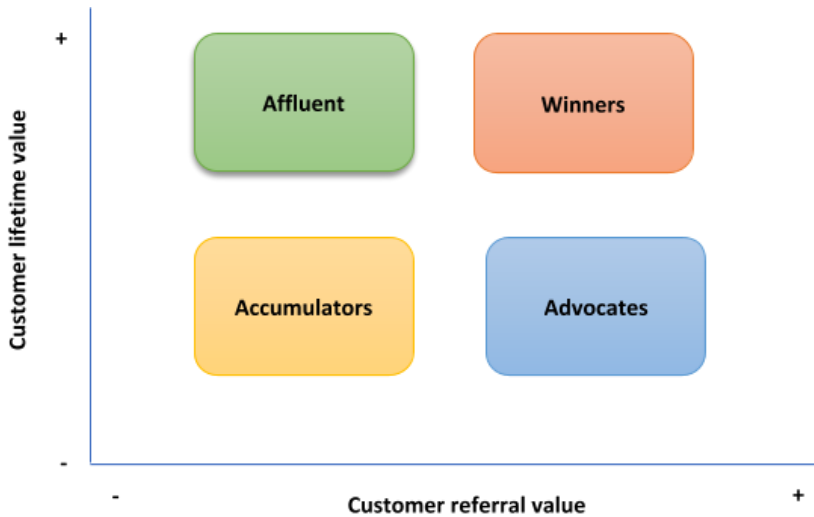 +
Affluent
Winners
Customer lifetime value
Accumulators
Advocates
-
-
+
Customer referral value